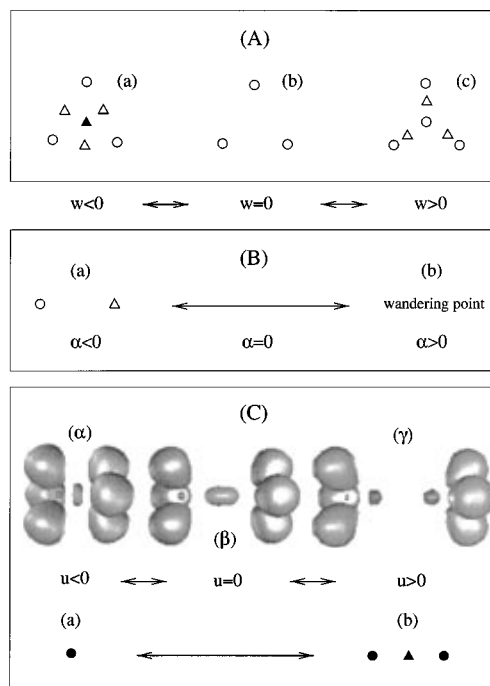 (A)
(a) (b) (c)
w<0 w=0 w>0
(B)
(a) (b)
wandering point
α<0 α=0 α>0
(C)
(α) (γ)
(β)
u<0 u=0 u>0
(a) (b)